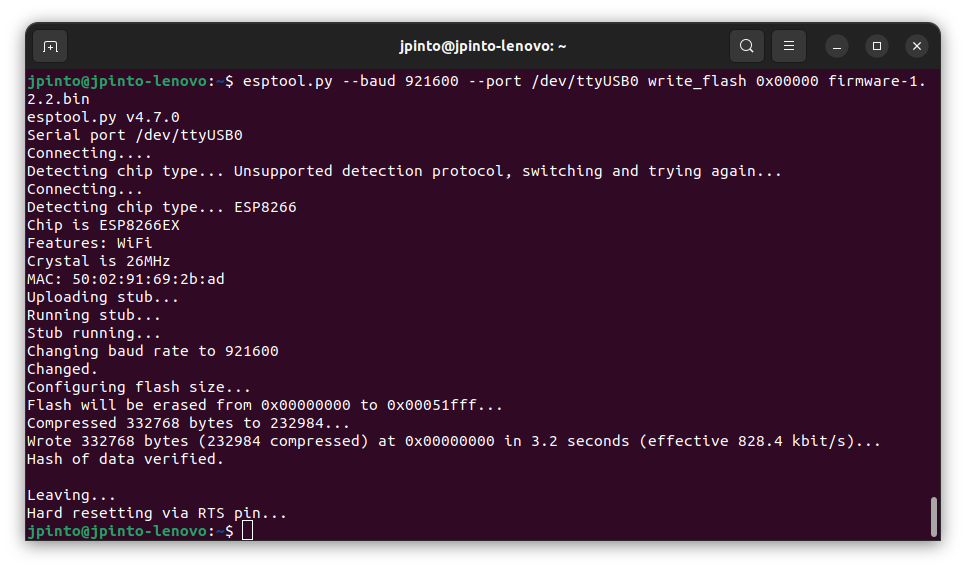 jpinto@jpinto-lenovo: ~
jpinto@jpinto-lenovo:~$ esptool.py --baud 921600 --port /dev/ttyUSB0 write_flash 0x00000 firmware-1.
2.2.bin
esptool.py v4.7.0
Serial port /dev/ttyUSB0
Connecting....
Detecting chip type... Unsupported detection protocol, switching and trying again...
Connecting...
Detecting chip type... ESP8266
Chip is ESP8266EX
Features: WiFi
Crystal is 26MHz
MAC: 50:02:91:69:2b:ad
Uploading stub...
Running stub...
Stub running...
Changing baud rate to 921600
Changed.
Configuring flash size...
Flash will be erased from 0x00000000 to 0x00051fff...
Compressed 332768 bytes to 232984...
Wrote 332768 bytes (232984 compressed) at 0x00000000 in 3.2 seconds (effective 828.4 kbit/s)...
Hash of data verified.

Leaving...
Hard resetting via RTS pin...
jpinto@jpinto-lenovo:~$